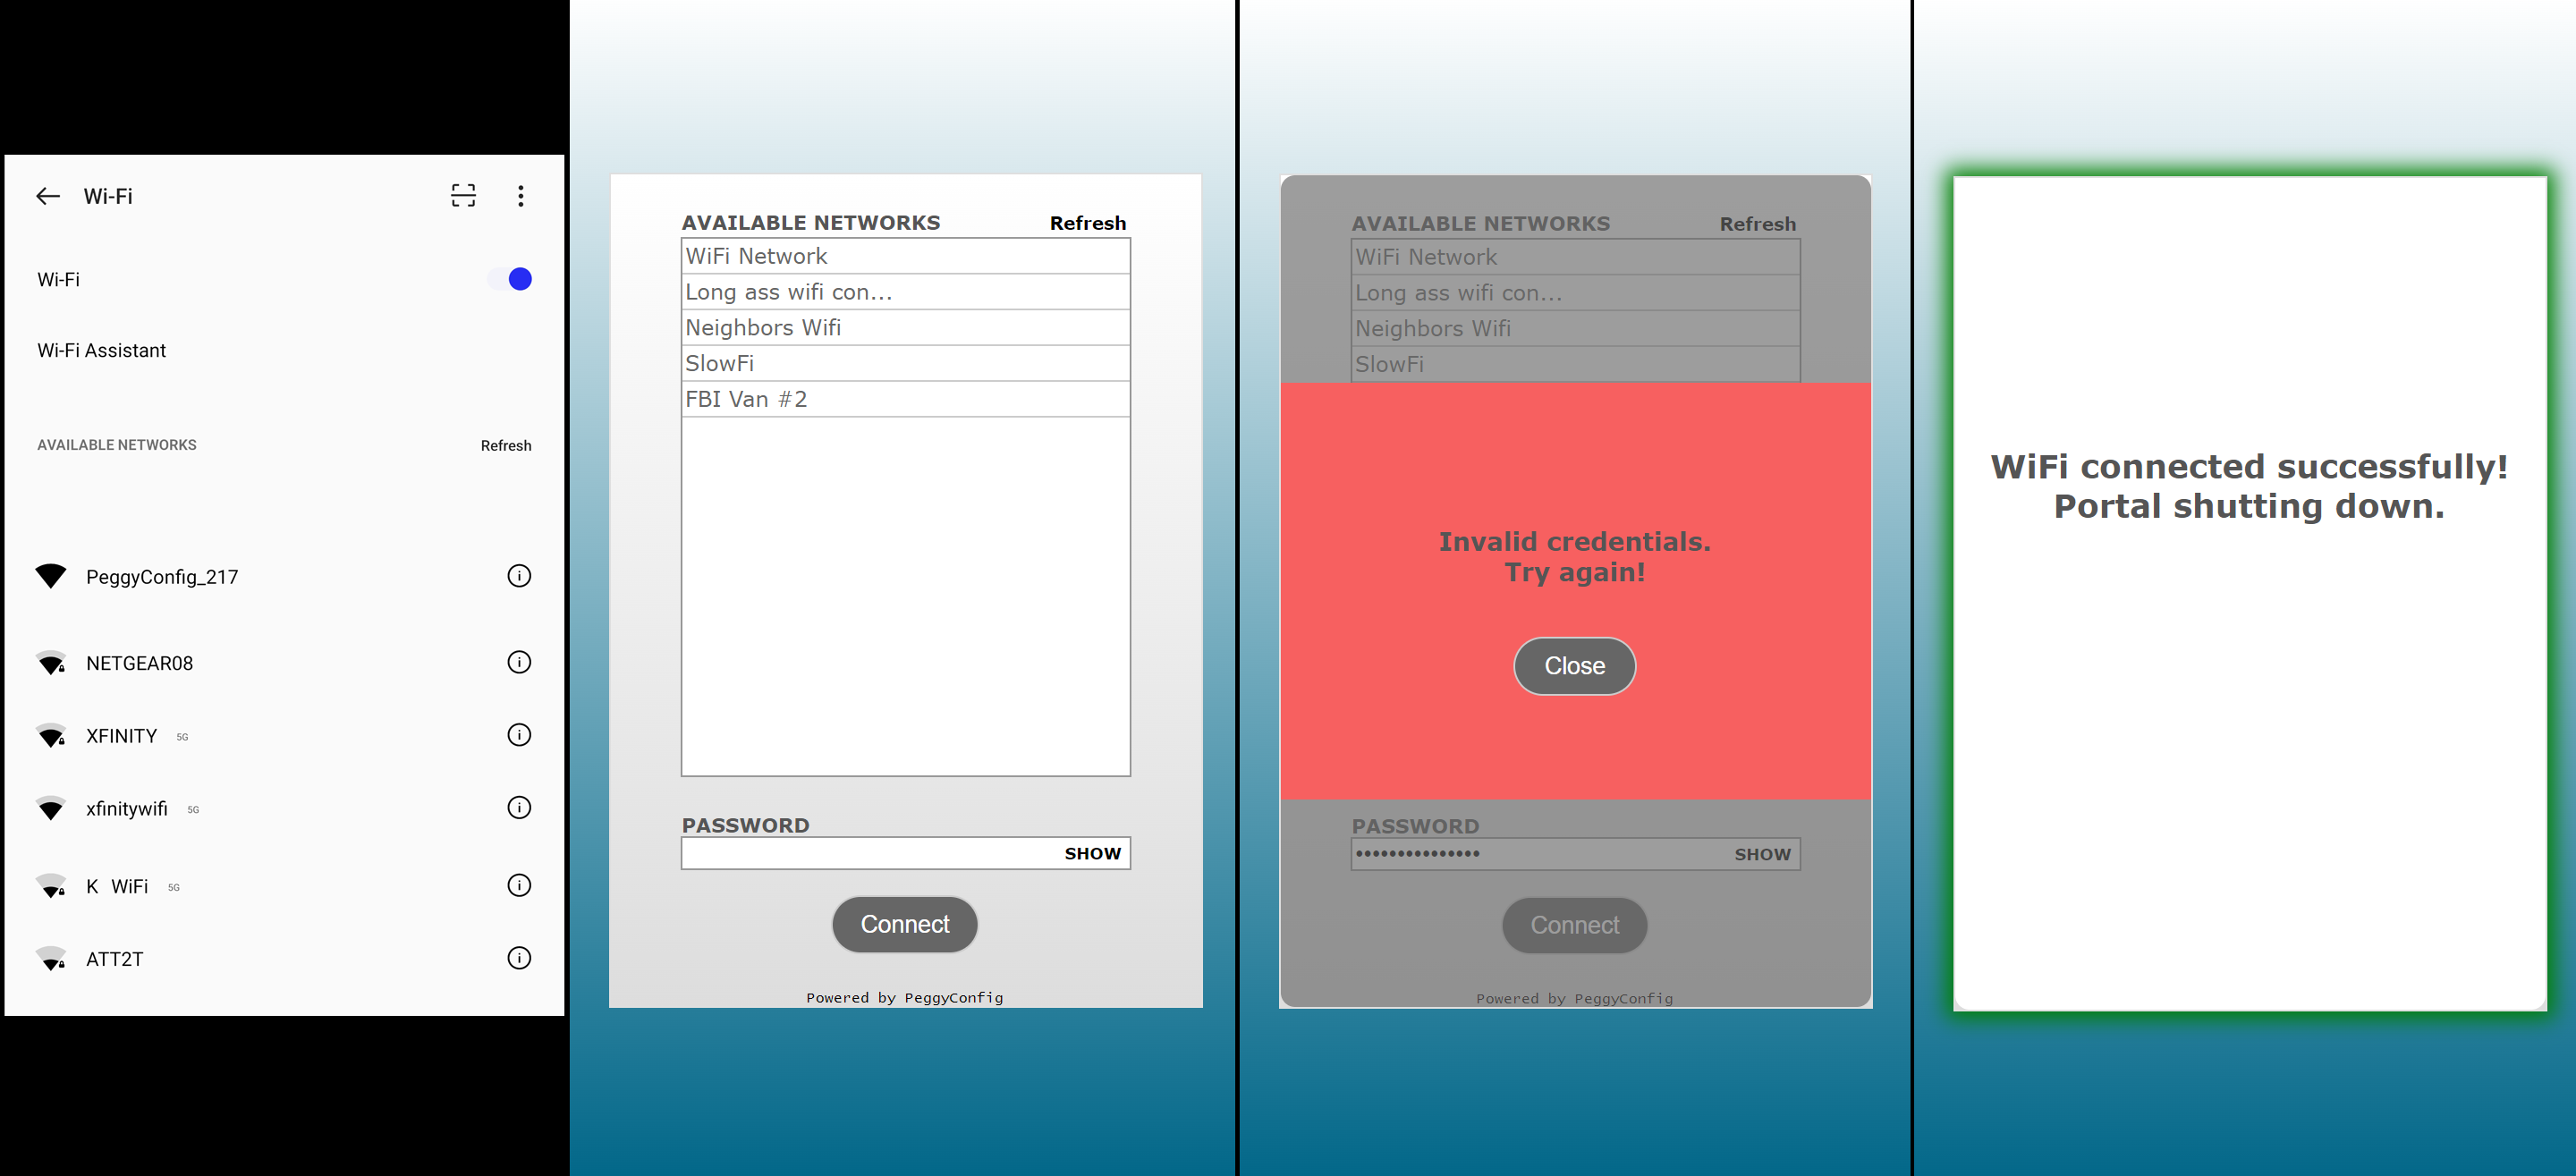 Wi-Fi
Wi-Fi
Wi-Fi Assistant
AVAILABLE NETWORKS Refresh
PeggyConfig_217
NETGEAR08
XFINITY 5G
xfinitywifi 5G
K WiFi 5G
ATT2T
AVAILABLE NETWORKS Refresh
WiFi Network
Long ass wifi con...
Neighbors Wifi
SlowFi
FBI Van #2
PASSWORD
SHOW
Connect
Powered by PeggyConfig
AVAILABLE NETWORKS Refresh
WiFi Network
Long ass wifi con...
Neighbors Wifi
SlowFi
Invalid credentials.
Try again!
Close
PASSWORD
••••••••••••••• SHOW
Connect
Powered by PeggyConfig
WiFi connected successfully!
Portal shutting down.